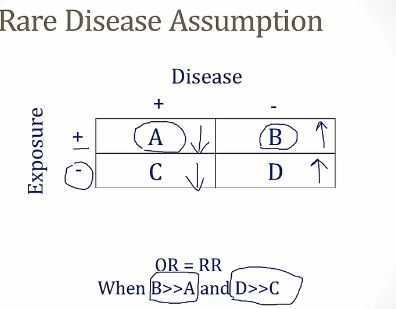 Rare Disease Assumption
Disease
+ -
Exposure
+ A B
- C D
OR = RR
When B>>A and D>>C